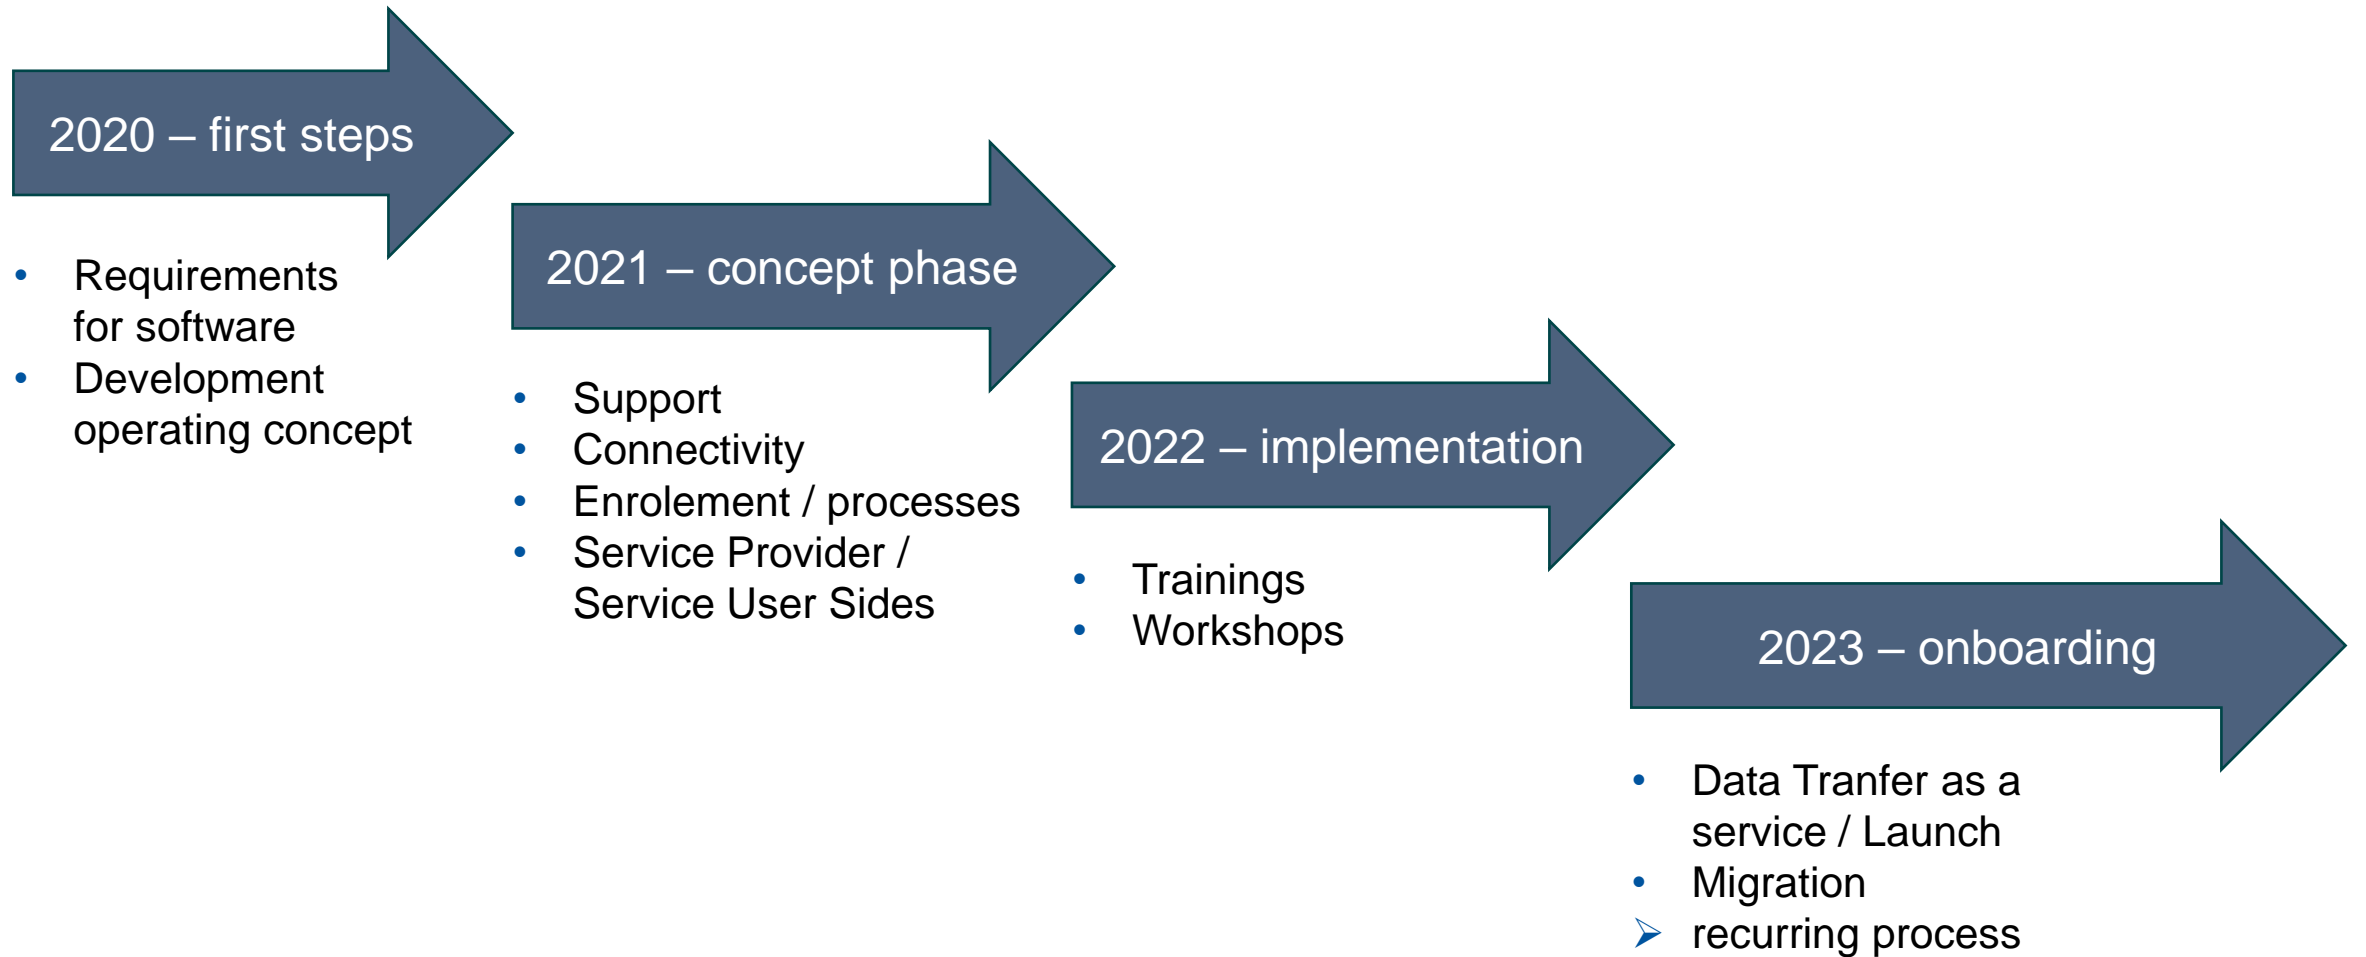 2020 – first steps
• Requirements
for software
• Development
operating concept
2021 – concept phase
• Support
• Connectivity
• Enrolement / processes
• Service Provider /
Service User Sides
2022 – implementation
• Trainings
• Workshops
2023 – onboarding
• Data Tranfer as a
service / Launch
• Migration
➢ recurring process